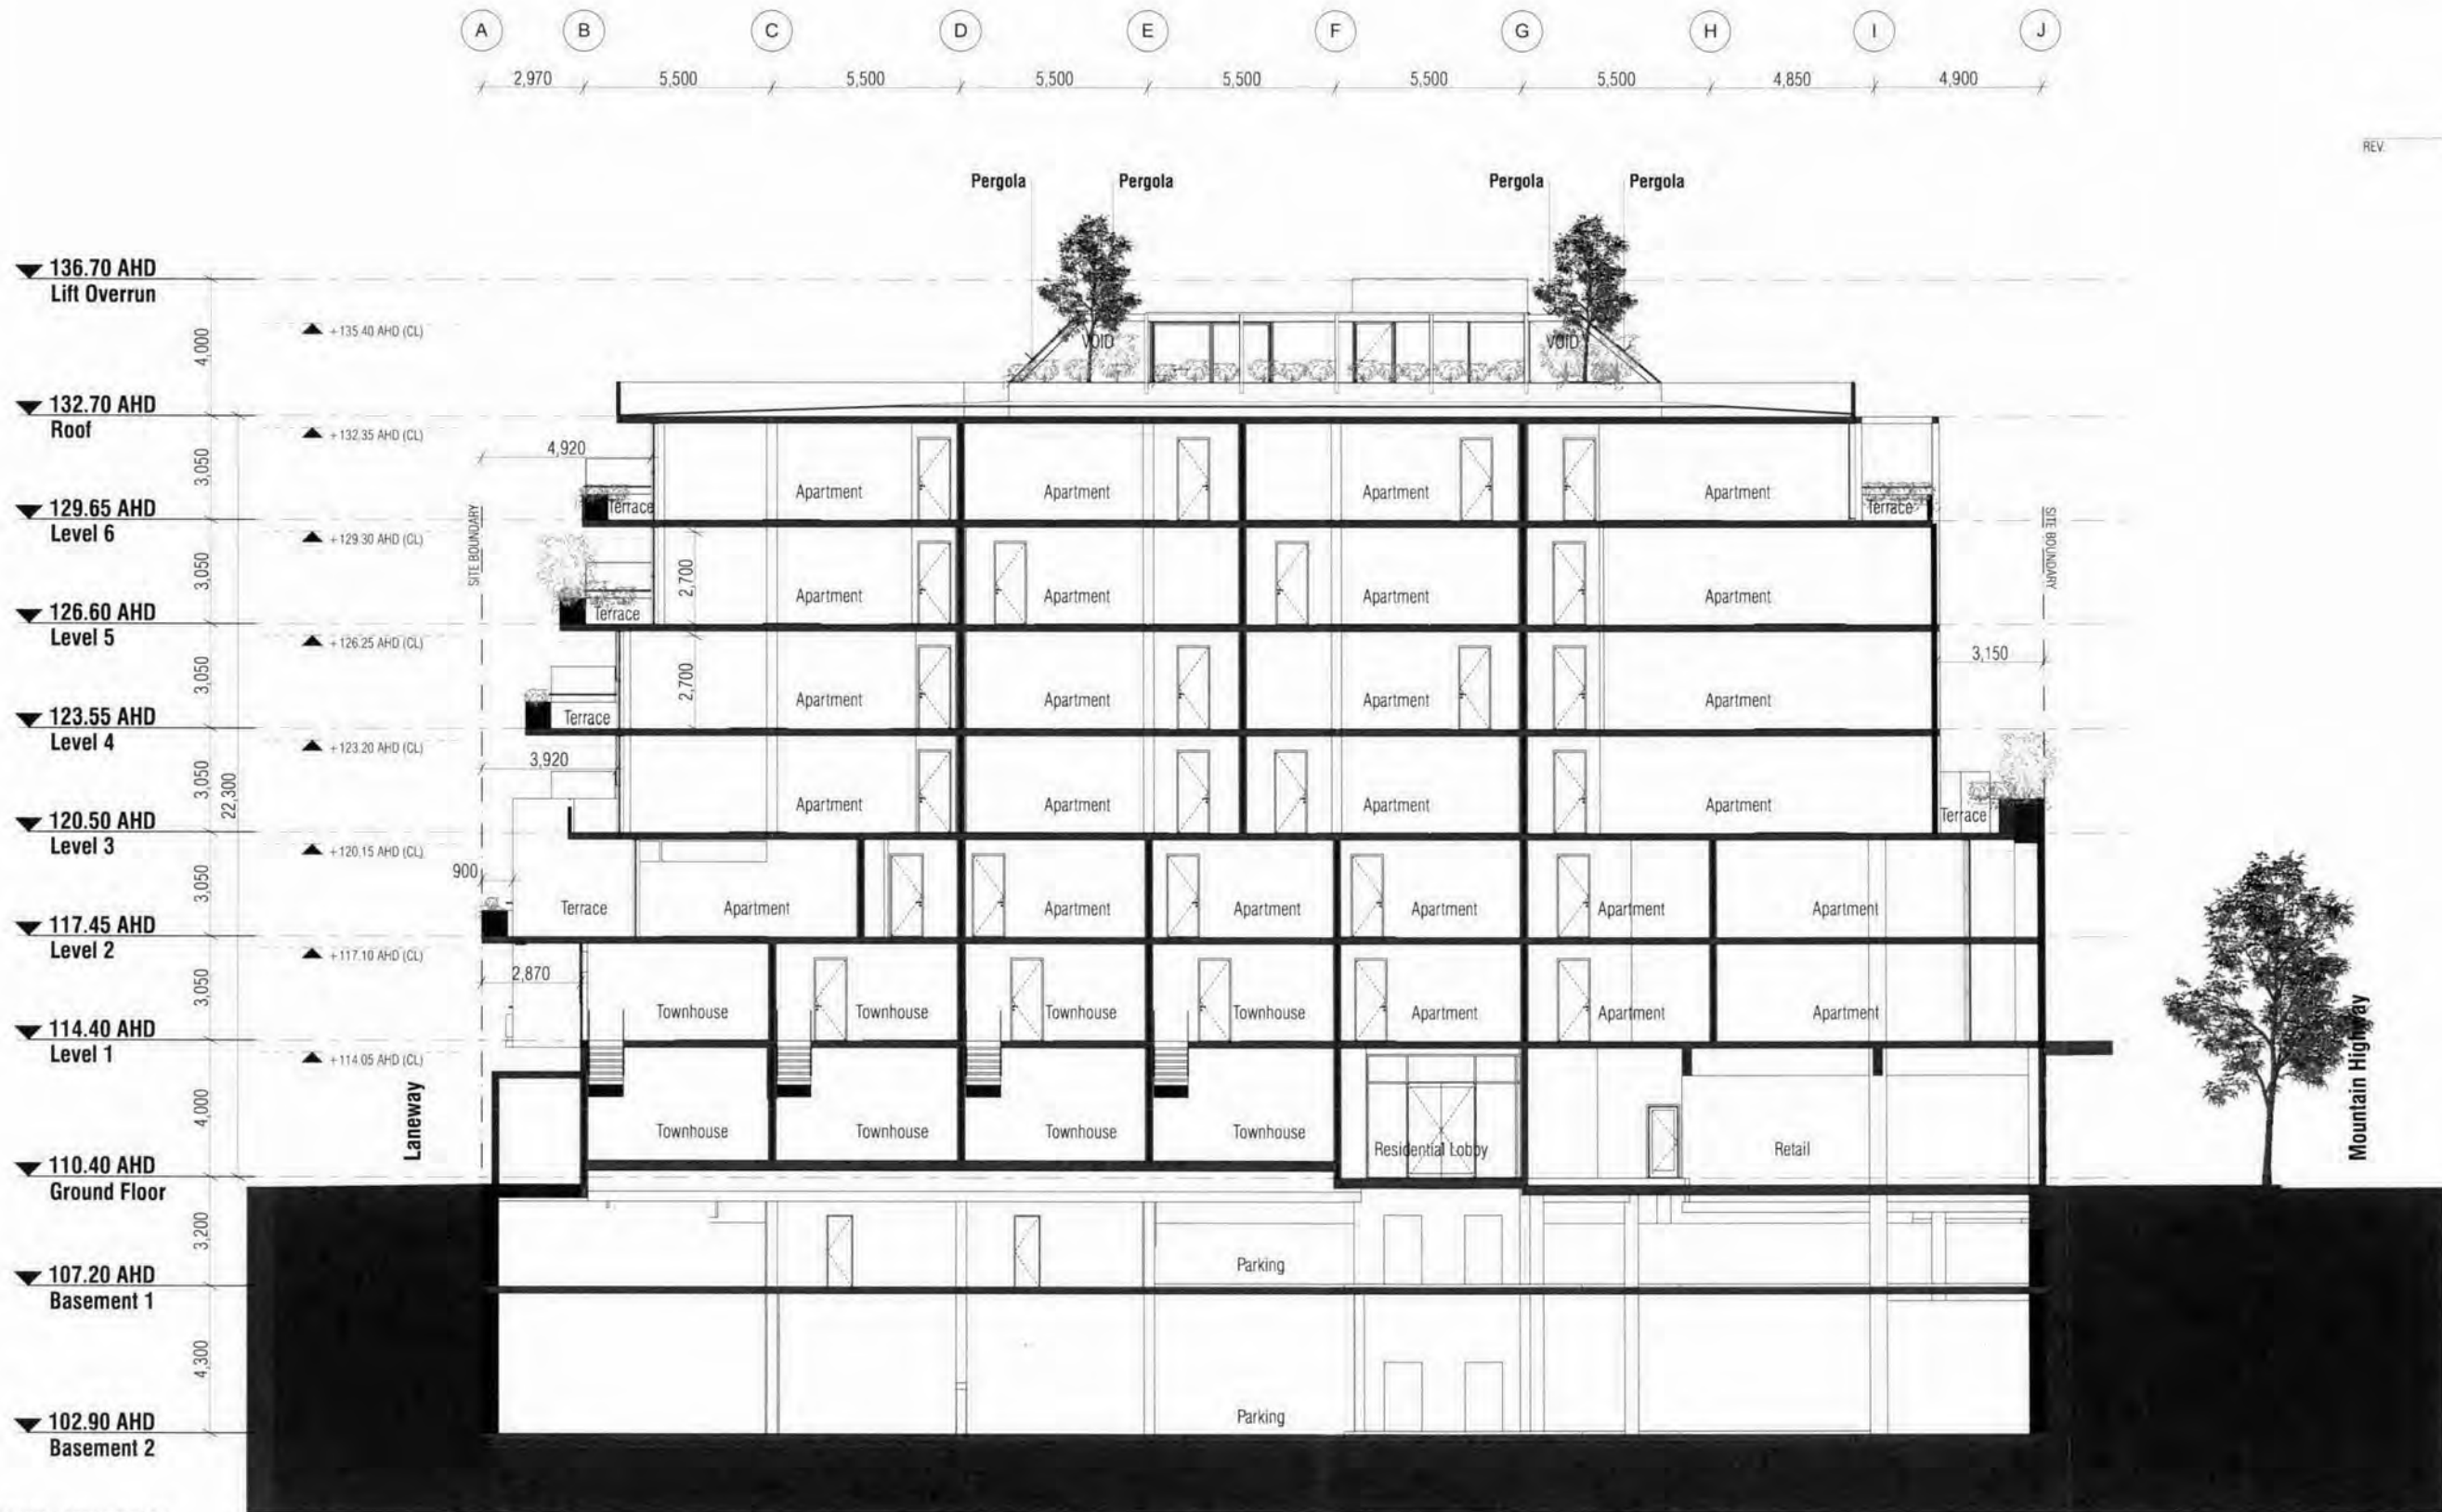 A B C D E F G H I J
2,970 5,500 5,500 5,500 5,500 5,500 5,500 4,850 4,900
REV.
Pergola Pergola Pergola Pergola
136.70 AHD
Lift Overrun
+135.40 AHD (CL)
4,000
VOID VOID
132.70 AHD
Roof
+132.35 AHD (CL)
4,920
3,050
Apartment Apartment Apartment Apartment
Terrace Terrace
129.65 AHD
Level 6
+129.30 AHD (CL)
SITE BOUNDARY
SITE BOUNDARY
3,050
2,700
Apartment Apartment Apartment Apartment
Terrace
126.60 AHD
Level 5
+126.25 AHD (CL)
3,150
3,050
2,700
Apartment Apartment Apartment Apartment
Terrace
123.55 AHD
Level 4
+123.20 AHD (CL)
3,920
3,050
22,300
Apartment Apartment Apartment Apartment
Terrace
120.50 AHD
Level 3
+120.15 AHD (CL)
900
3,050
Terrace Apartment Apartment Apartment Apartment Apartment Apartment
117.45 AHD
Level 2
+117.10 AHD (CL)
2,870
3,050
Townhouse Townhouse Townhouse Townhouse Apartment Apartment Apartment
114.40 AHD
Level 1
+114.05 AHD (CL)
Laneway
Mountain Highway
4,000
Townhouse Townhouse Townhouse Townhouse
Residential Lobby Retail
110.40 AHD
Ground Floor
3,200
Parking
107.20 AHD
Basement 1
4,300
Parking
102.90 AHD
Basement 2